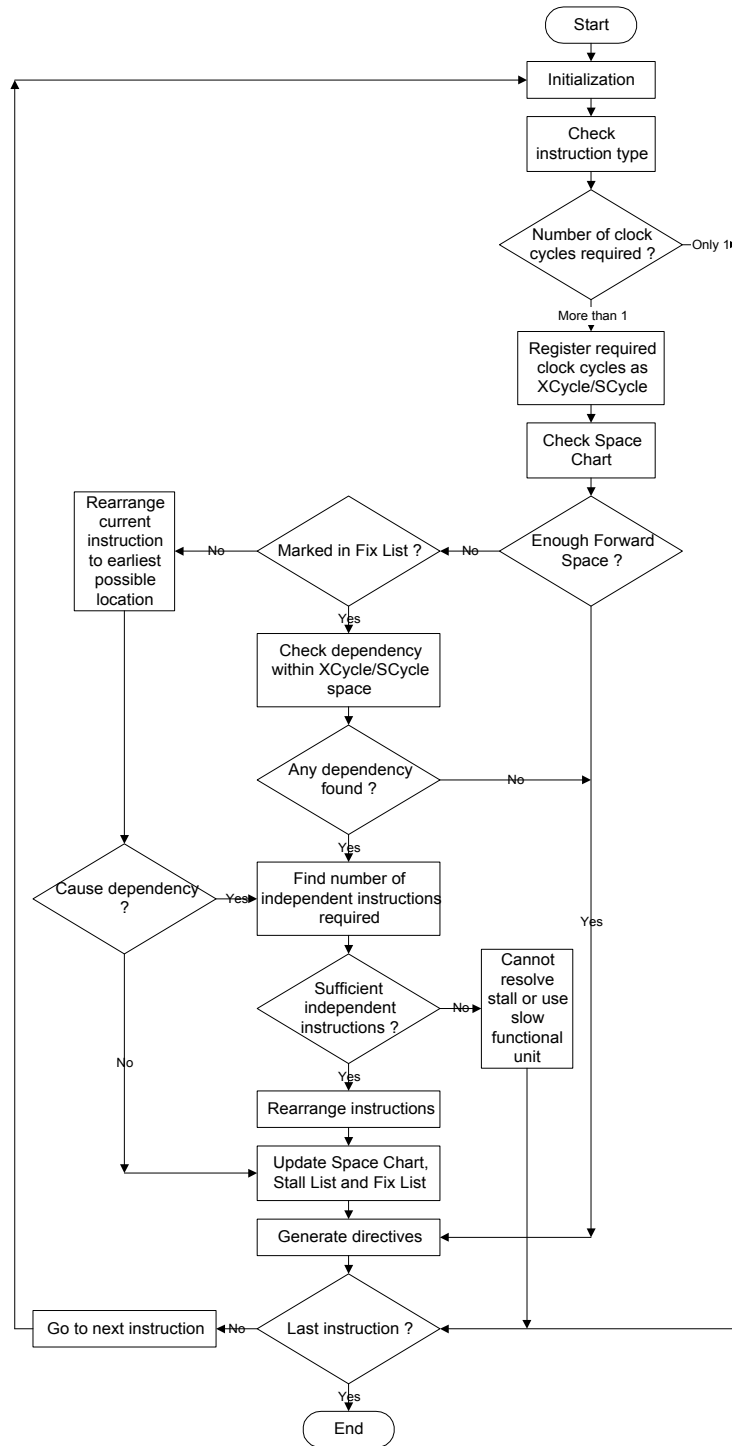 Start
Initialization
Check
instruction type
Number of clock
cycles required ?
Only 1
More than 1
Register required
clock cycles as
XCycle/SCycle
Check Space
Chart
Enough Forward
Space ?
No
Marked in Fix List ?
No
Rearrange
current
instruction
to earliest
possible
location
Yes
Check dependency
within XCycle/SCycle
space
Any dependency
found ?
No
Yes
Cause dependency
?
Yes
Find number of
independent instructions
required
Yes
Sufficient
independent
instructions ?
No
Cannot
resolve
stall or use
slow
functional
unit
No
Yes
Rearrange instructions
Update Space Chart,
Stall List and Fix List
Generate directives
Last instruction ?
No
Go to next instruction
Yes
End